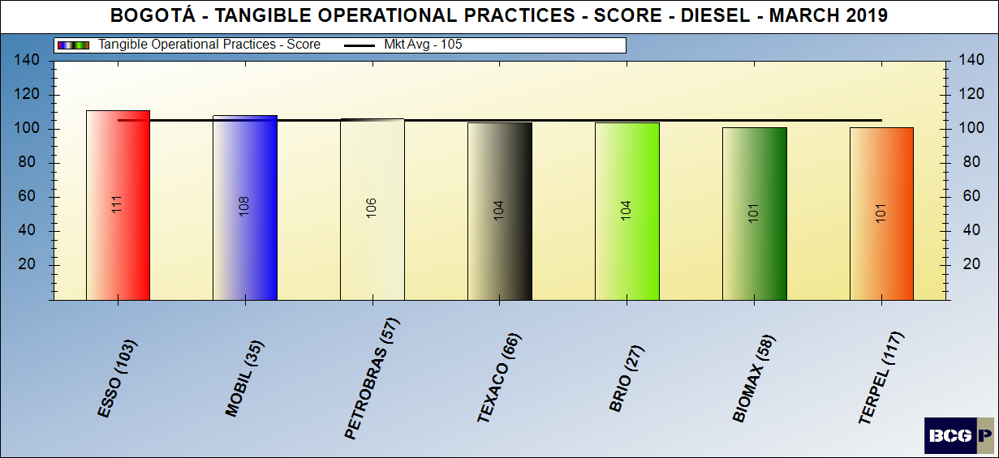 BOGOTÁ - TANGIBLE OPERATIONAL PRACTICES - SCORE - DIESEL - MARCH 2019
Tangible Operational Practices - Score Mkt Avg - 105
140 140
120 120
100 100
80 80
60 60
40 40
20 20
111 108 106 104 104 101 101
ESSO (103) MOBIL (35) PETROBRAS (57) TEXACO (66) BRIO (27) BIOMAX (58) TERPEL (117)
BCG P